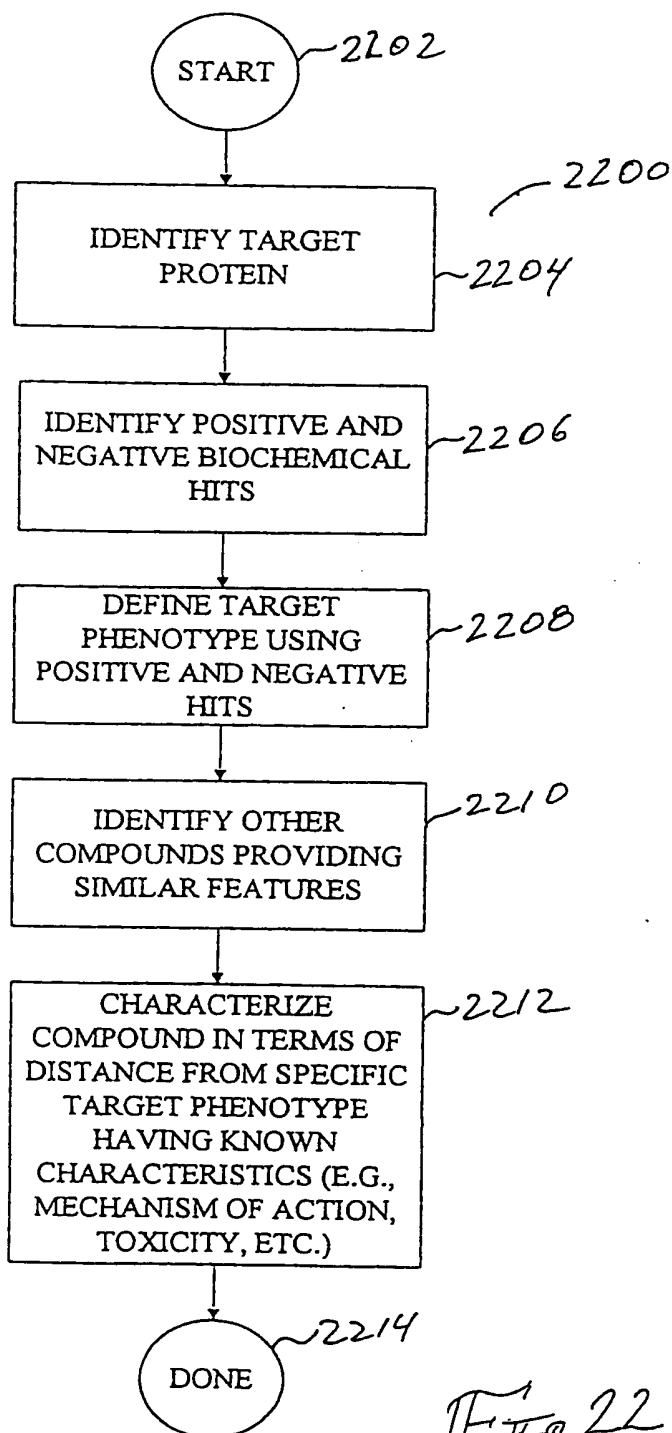 START
2202
2200
IDENTIFY TARGET
PROTEIN
2204
IDENTIFY POSITIVE AND
NEGATIVE BIOCHEMICAL
HITS
2206
DEFINE TARGET
PHENOTYPE USING
POSITIVE AND NEGATIVE
HITS
2208
IDENTIFY OTHER
COMPOUNDS PROVIDING
SIMILAR FEATURES
2210
CHARACTERIZE
COMPOUND IN TERMS OF
DISTANCE FROM SPECIFIC
TARGET PHENOTYPE
HAVING KNOWN
CHARACTERISTICS (E.G.,
MECHANISM OF ACTION,
TOXICITY, ETC.)
2212
DONE
2214
FIG 22